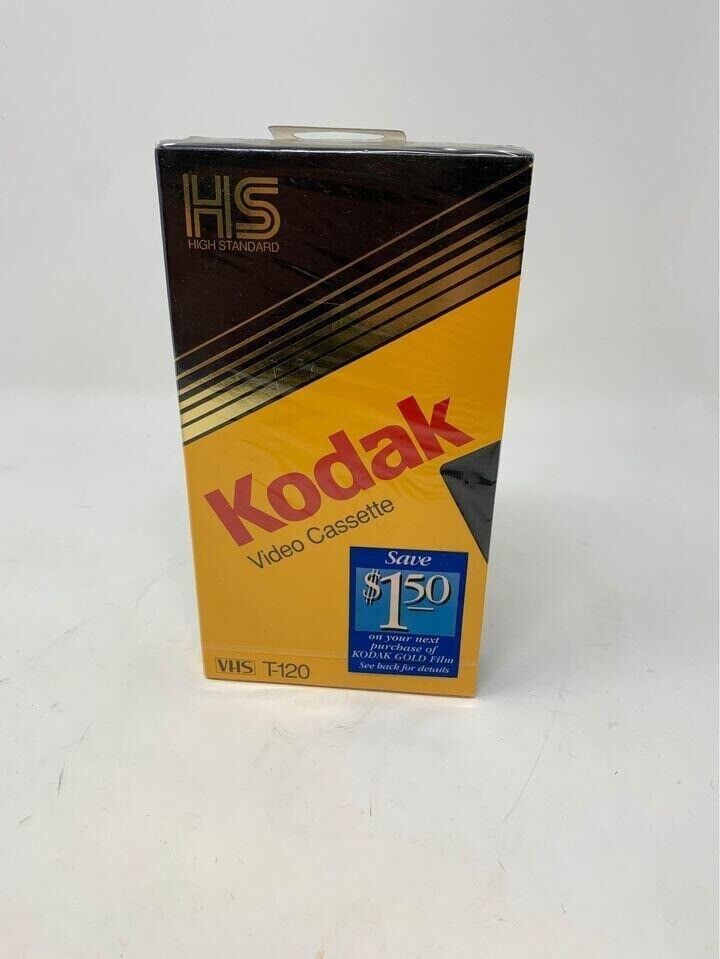 HS
HIGH STANDARD
Kodak
Video Cassette
Save
$1.50
on your next
purchase of
KODAK GOLD Film
See back for details
VHS T-120